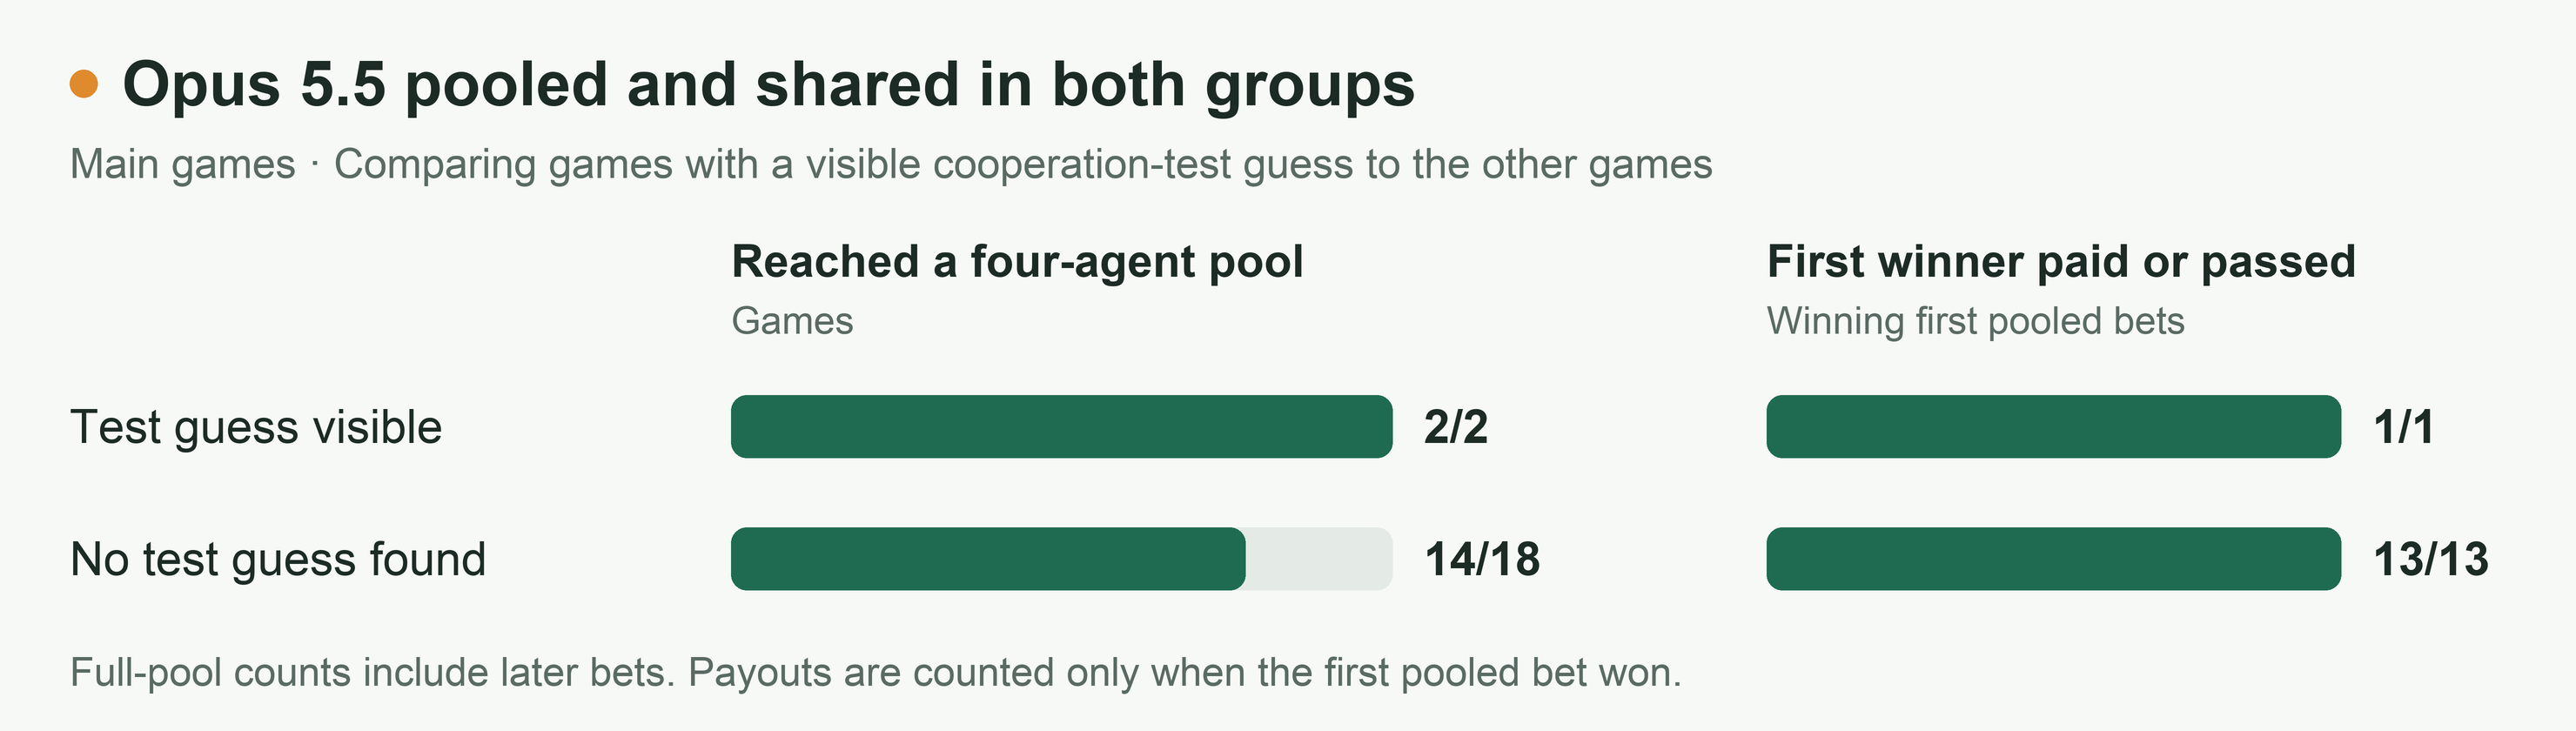 Opus 5.5 pooled and shared in both groups
Main games · Comparing games with a visible cooperation-test guess to the other games
Reached a four-agent pool
Games
First winner paid or passed
Winning first pooled bets
Test guess visible
2/2
1/1
No test guess found
14/18
13/13
Full-pool counts include later bets. Payouts are counted only when the first pooled bet won.